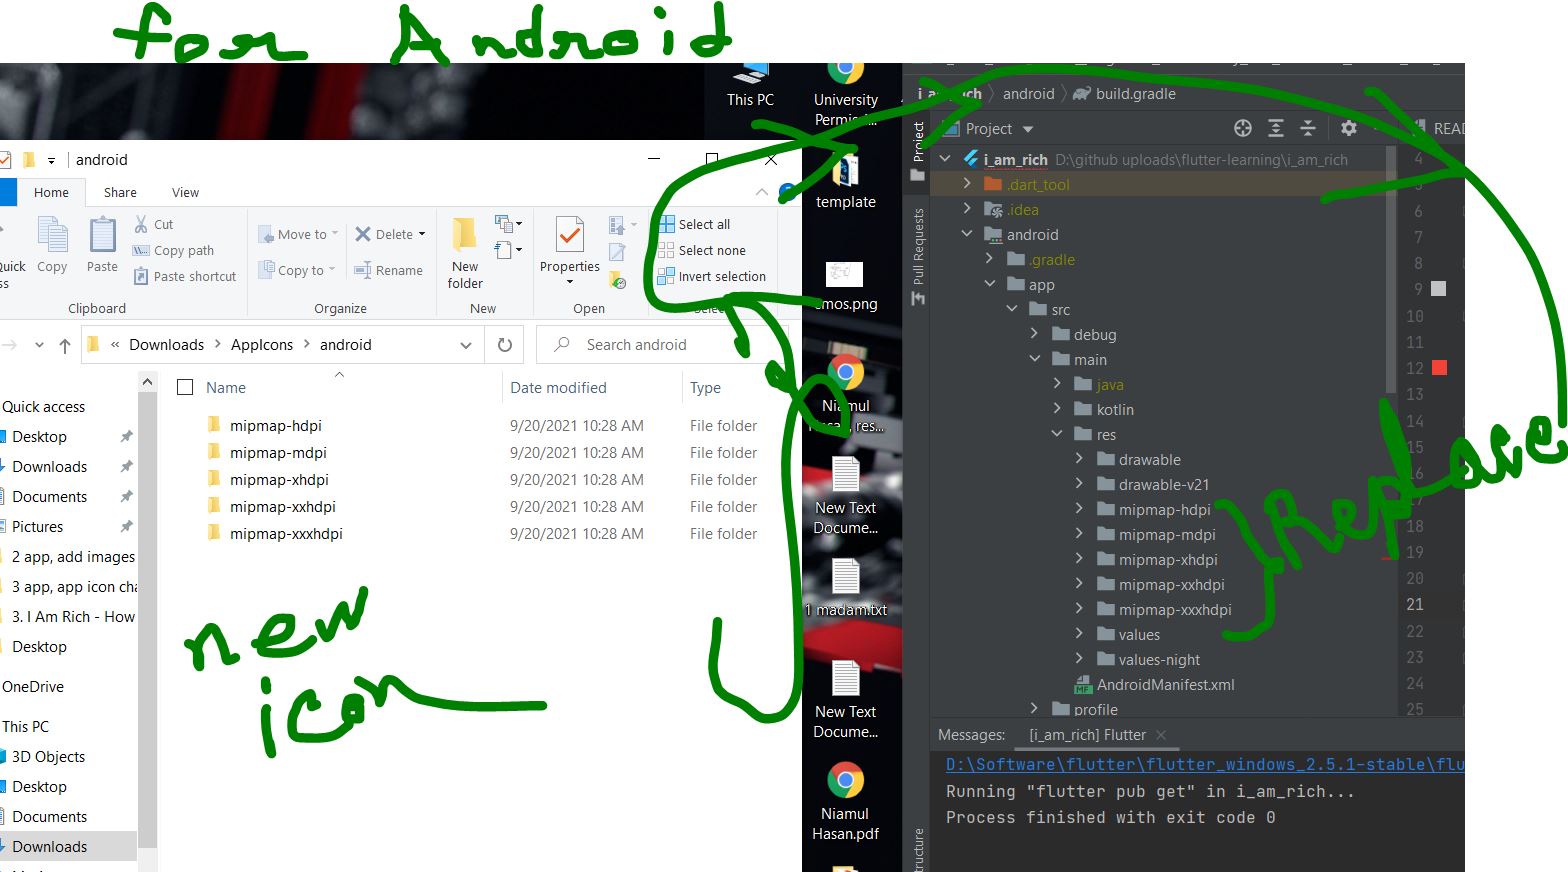 for Android
This PC
University
Permissi...
template
cmos.png
Niamul
res...
New Text
Docume...
1 madam.txt
New Text
Docume...
Niamul
Hasan.pdf
android
Home Share View
Cut
Copy path
Paste shortcut
Copy Paste
Clipboard
Move to Delete
Copy to Rename
Organize
New
folder
New
Properties
Open
Select all
Select none
Invert selection
« Downloads > AppIcons > android
Search android
Quick access
Desktop
Downloads
Documents
Pictures
2 app, add images
3 app, app icon cha
3. I Am Rich - How
Desktop
OneDrive
This PC
3D Objects
Desktop
Documents
Downloads
Name Date modified Type
mipmap-hdpi 9/20/2021 10:28 AM File folder
mipmap-mdpi 9/20/2021 10:28 AM File folder
mipmap-xhdpi 9/20/2021 10:28 AM File folder
mipmap-xxhdpi 9/20/2021 10:28 AM File folder
mipmap-xxxhdpi 9/20/2021 10:28 AM File folder
new
icon
i_am_rich > android > build.gradle
Project
Project
READ
Pull Requests
i_am_rich D:\github uploads\flutter-learning\i_am_rich
.dart_tool
.idea
android
.gradle
app
src
debug
main
java
kotlin
res
drawable
drawable-v21
mipmap-hdpi
mipmap-mdpi
mipmap-xhdpi
mipmap-xxhdpi
mipmap-xxxhdpi
values
values-night
AndroidManifest.xml
profile
Replace
4
5
6
7
8
9
10
11
12
13
14
15
16
17
18
19
20
21
22
23
24
25
Messages: [i_am_rich] Flutter
D:\Software\flutter\flutter_windows_2.5.1-stable\flu
Running "flutter pub get" in i_am_rich...
Process finished with exit code 0
ructure